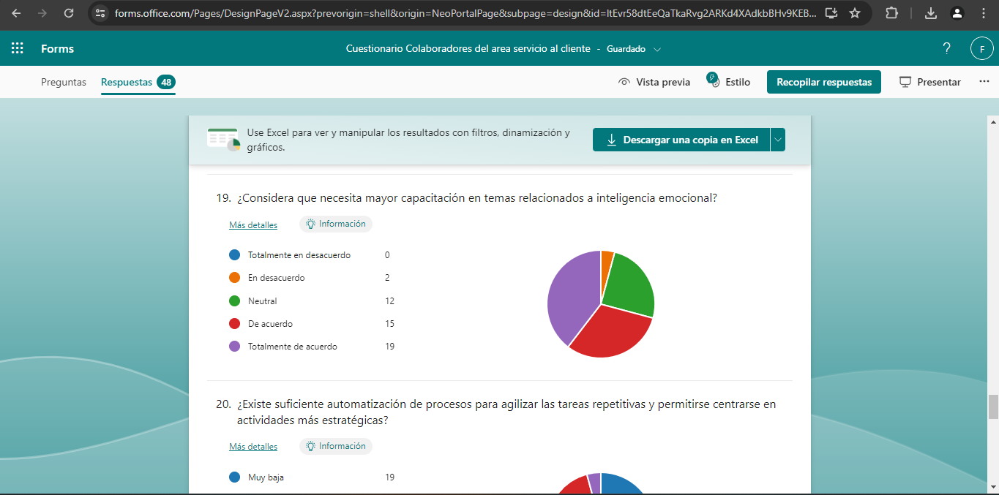 forms.office.com/Pages/DesignPageV2.aspx?prevorigin=shell&origin=NeoPortalPage&subpage=design&id=ItEvr58dtEeQaTkaRvg2ARKd4XAdkbBHv9KEB...
Forms
Cuestionario Colaboradores del area servicio al cliente - Guardado
?
F
Preguntas
Respuestas 48
Vista previa
Estilo
Recopilar respuestas
Presentar
Use Excel para ver y manipular los resultados con filtros, dinamización y
gráficos.
Descargar una copia en Excel
19. ¿Considera que necesita mayor capacitación en temas relacionados a inteligencia emocional?
Más detalles
Información
Totalmente en desacuerdo 0
En desacuerdo 2
Neutral 12
De acuerdo 15
Totalmente de acuerdo 19
20. ¿Existe suficiente automatización de procesos para agilizar las tareas repetitivas y permitirse centrarse en
actividades más estratégicas?
Más detalles
Información
Muy baja 19